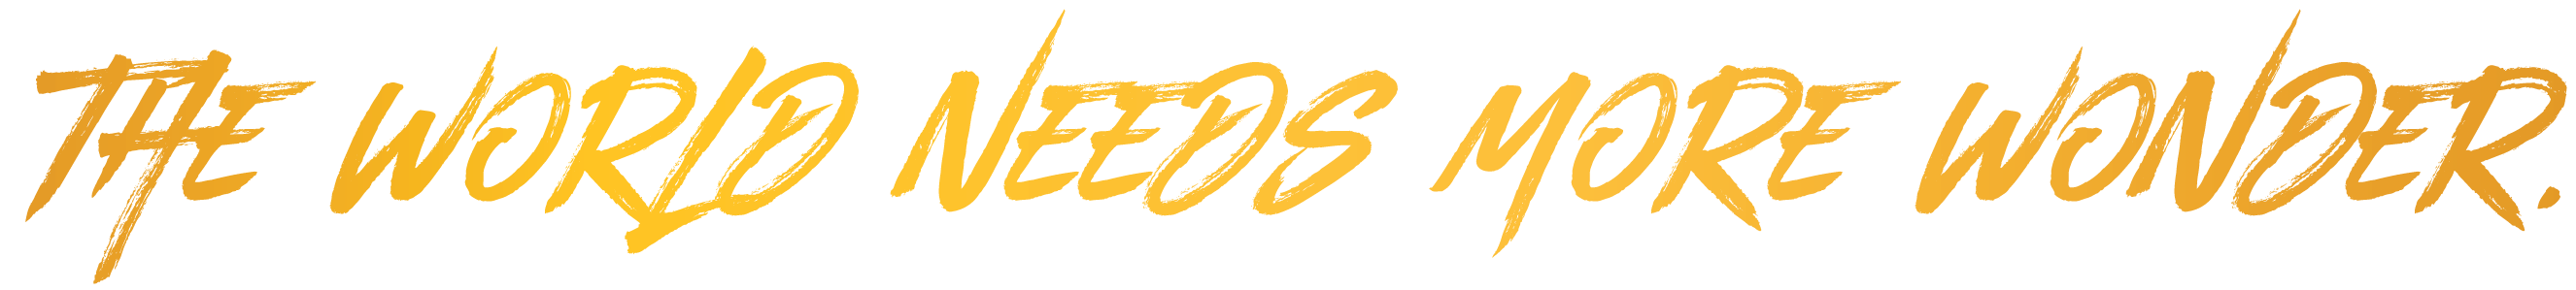 THE WORLD NEEDS MORE WONDER.